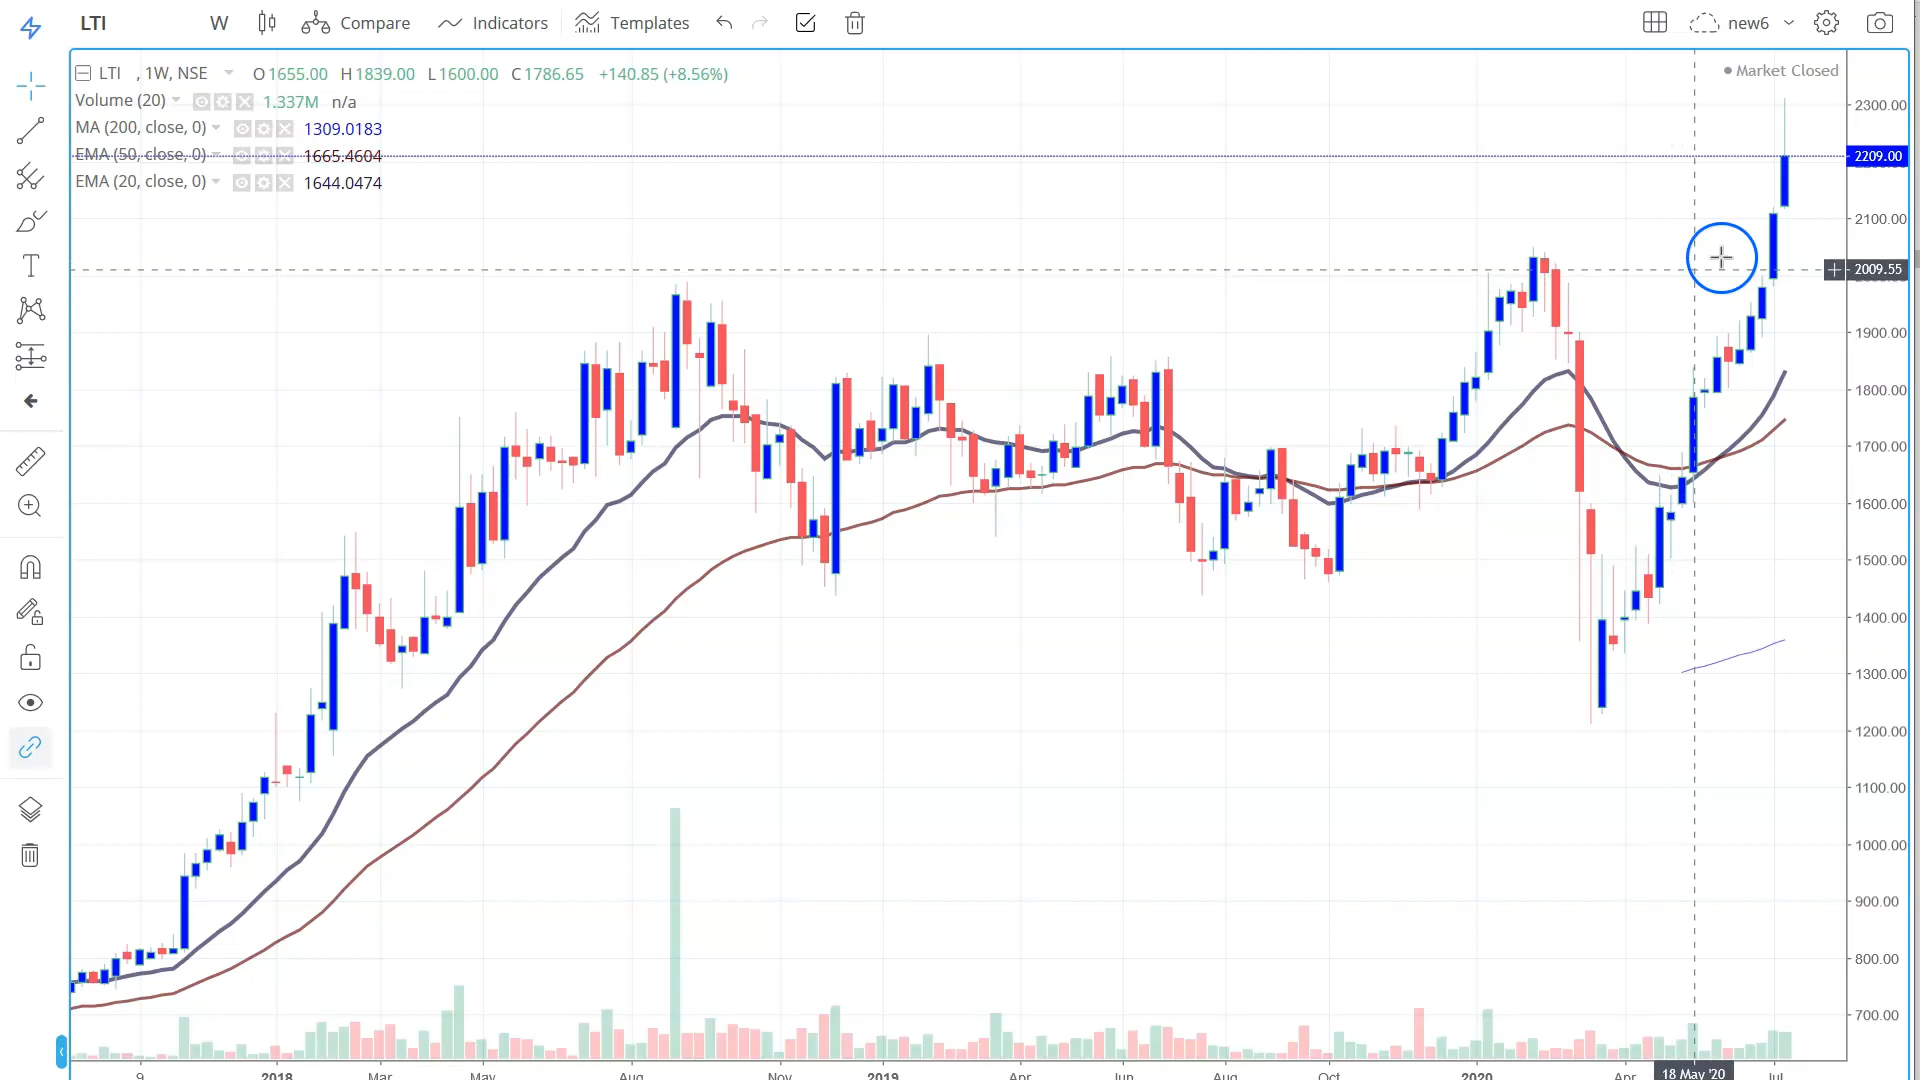 LTI W Compare Indicators Templates new6
LTI , 1W, NSE O1655.00 H1839.00 L1600.00 C1786.65 +140.85 (+8.56%)
Market Closed
Volume (20) 1.337M n/a
MA (200, close, 0) 1309.0183
EMA (50, close, 0) 1665.4604
EMA (20, close, 0) 1644.0474
2300.00
2209.00
2100.00
2009.55
1900.00
1800.00
1700.00
1600.00
1500.00
1400.00
1300.00
1200.00
1100.00
1000.00
900.00
800.00
700.00
9 2018 Mar May Aug Nov 2019 Apr Jun Aug Oct 2020 Apr 18 May '20 Jul